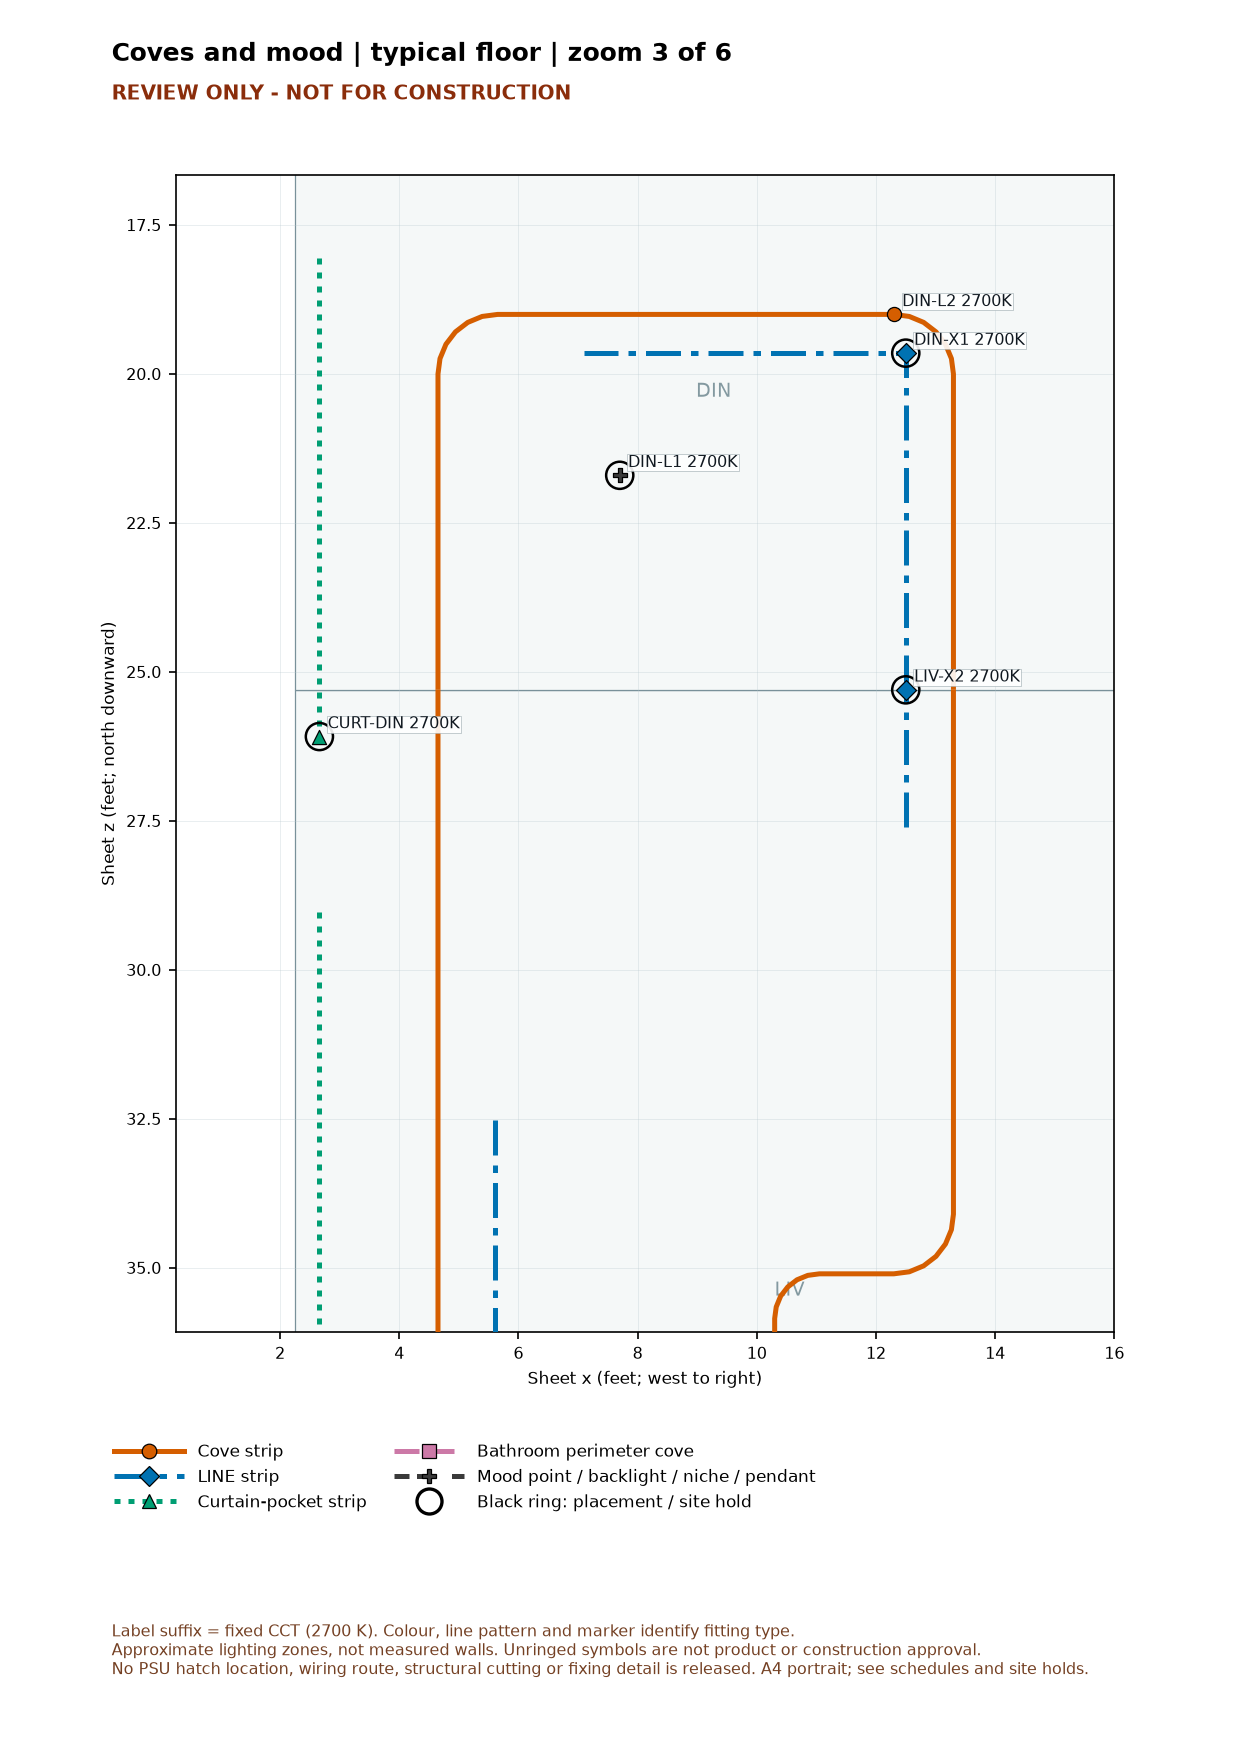 Coves and mood | typical floor | zoom 3 of 6
REVIEW ONLY - NOT FOR CONSTRUCTION
17.5
DIN-L2 2700K
DIN-X1 2700K
20.0
DIN
DIN-L1 2700K
22.5
25.0
LIV-X2 2700K
CURT-DIN 2700K
Sheet z (feet; north downward)
27.5
30.0
32.5
35.0
LIV
2 4 6 8 10 12 14 16
Sheet x (feet; west to right)
Cove strip
LINE strip
Curtain-pocket strip
Bathroom perimeter cove
Mood point / backlight / niche / pendant
Black ring: placement / site hold
Label suffix = fixed CCT (2700 K). Colour, line pattern and marker identify fitting type.
Approximate lighting zones, not measured walls. Unringed symbols are not product or construction approval.
No PSU hatch location, wiring route, structural cutting or fixing detail is released. A4 portrait; see schedules and site holds.